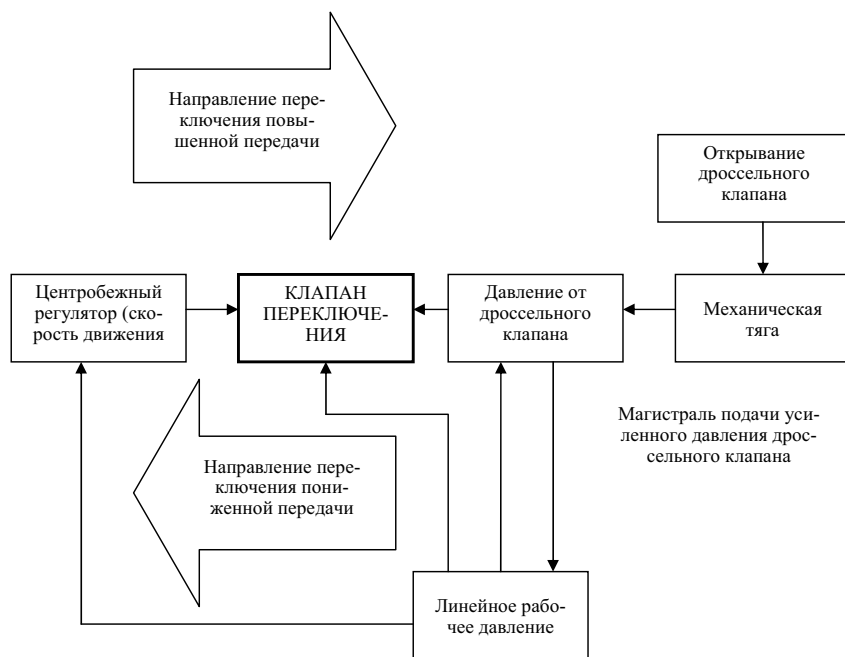 Направление пере-
ключения повы-
шенной передачи
Открывание
дроссельного
клапана
Центробежный
регулятор (ско-
рость движения
КЛАПАН
ПЕРЕКЛЮЧЕ-
НИЯ
Давление от
дроссельного
клапана
Механическая
тяга
Магистраль подачи уси-
ленного давления дрос-
сельного клапана
Направление пере-
ключения пони-
женной передачи
Линейное рабо-
чее давление